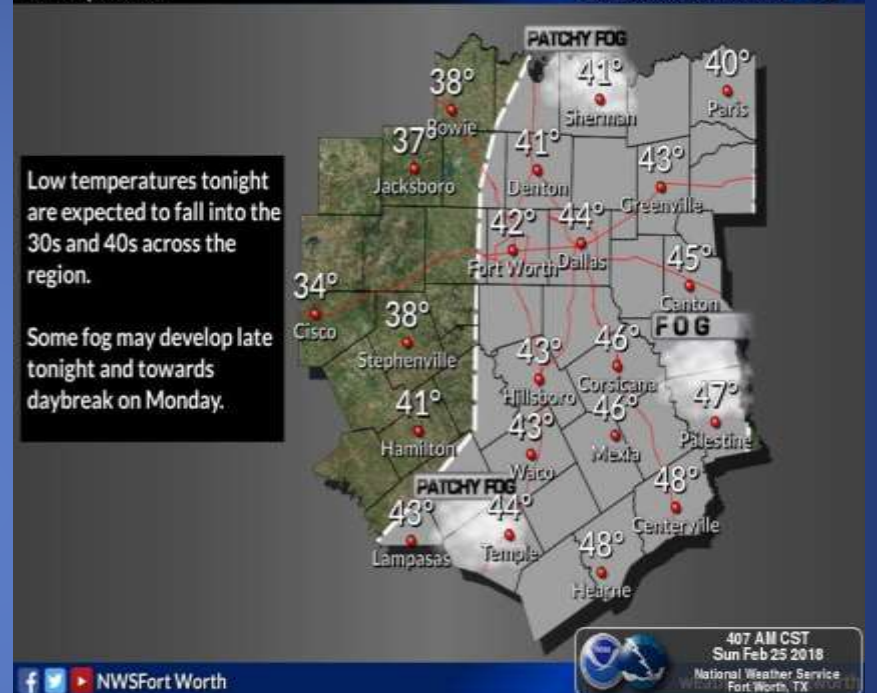 PATCHY FOG
38°
Bowie
41°
Sherman
40°
Paris
37°
Jacksboro
41°
Denton
43°
Greenville
Low temperatures tonight
are expected to fall into the
30s and 40s across the
region.
Some fog may develop late
tonight and towards
daybreak on Monday.
42°
Fort Worth
44°
Dallas
45°
Canton
34°
Cisco
38°
Stephenville
FOG
43°
Hillsboro
46°
Corsicana
47°
Palestine
41°
Hamilton
43°
Waco
46°
Mexia
PATCHY FOG
43°
Lampasas
44°
Temple
48°
Centerville
48°
Hearne
407 AM CST
Sun Feb 25 2018
National Weather Service
Fort Worth, TX
NWSFort Worth